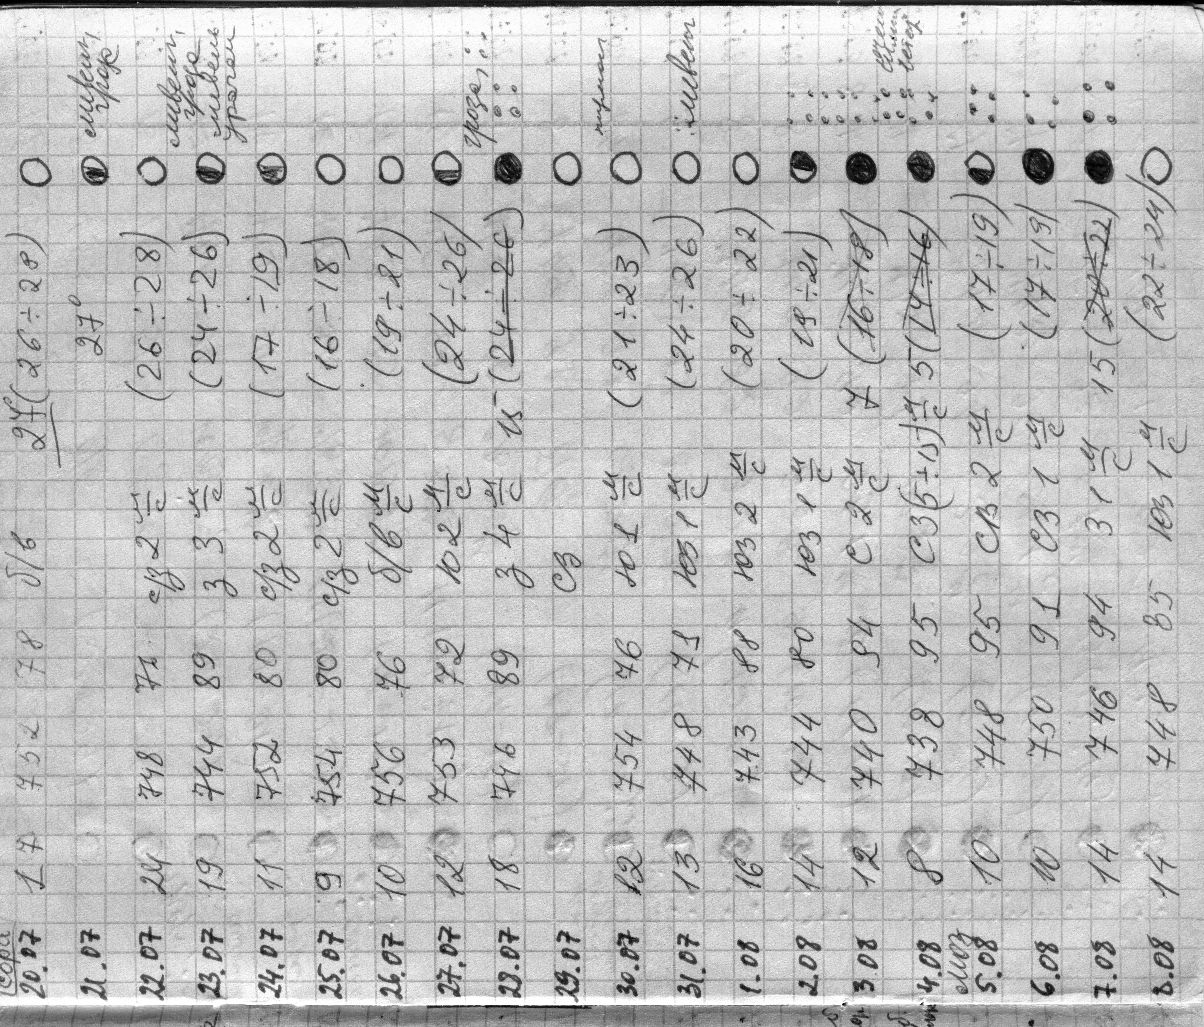 20.07 17 752 78 б/в 27° (26÷28)
21.07 27° ливень, гроза
22.07 24 748 с/з 2 м/с (26÷28) ливень, гроза
23.07 19 744 89 з 3 м/с (24÷26) ливень ураган
24.07 11 752 80 с/з 2 м/с (17÷19)
25.07 9 754 80 с/з 2 м/с (16÷18)
26.07 10 756 76 б/в м/с (19÷21)
27.07 12 753 72 Ю 2 м/с (24÷26) гроза
28.07 18 746 89 з 4 м/с 15 (24÷26)
29.07 с/з
30.07 12 754 76 Ю 1 м/с (21÷23)
31.07 13 748 71 ЮЗ 1 м/с (24÷26) ливень
1.08 16 743 88 ЮЗ 2 м/с (20÷22)
2.08 14 744 80 ЮЗ 1 м/с (19÷21)
3.08 12 740 94 С 2 м/с 7 (16÷18)
4.08 8 738 95 СЗ (5÷15) м/с 5 (14÷16) ветер
5.08 10 748 95 СЗ 2 м/с (17÷19)
6.08 10 750 91 СЗ 1 м/с (17÷19)
7.08 14 746 94 З 1 м/с 15 (20÷22)
8.08 14 748 85 ЮЗ 1 м/с (22÷24)